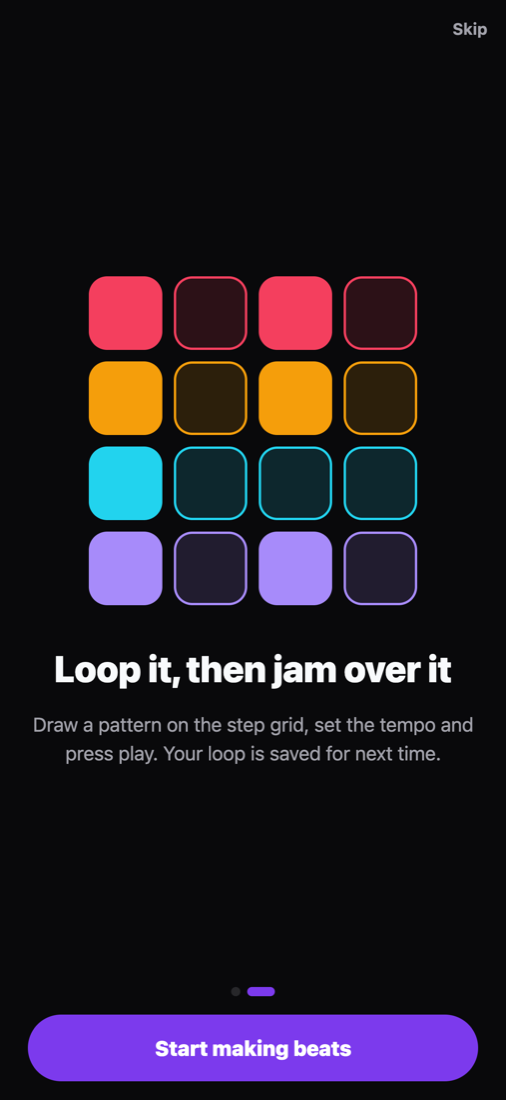 Skip
Loop it, then jam over it
Draw a pattern on the step grid, set the tempo and
press play. Your loop is saved for next time.
Start making beats